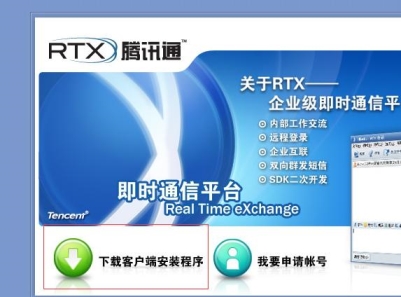 RTX 腾讯通
关于RTX——
企业级即时通信平
内部工作交流
远程登录
企业互联
双向群发短信
SDK二次开发
即时通信平台
Real Time eXchange
Tencent
下载客户端安装程序
我要申请帐号